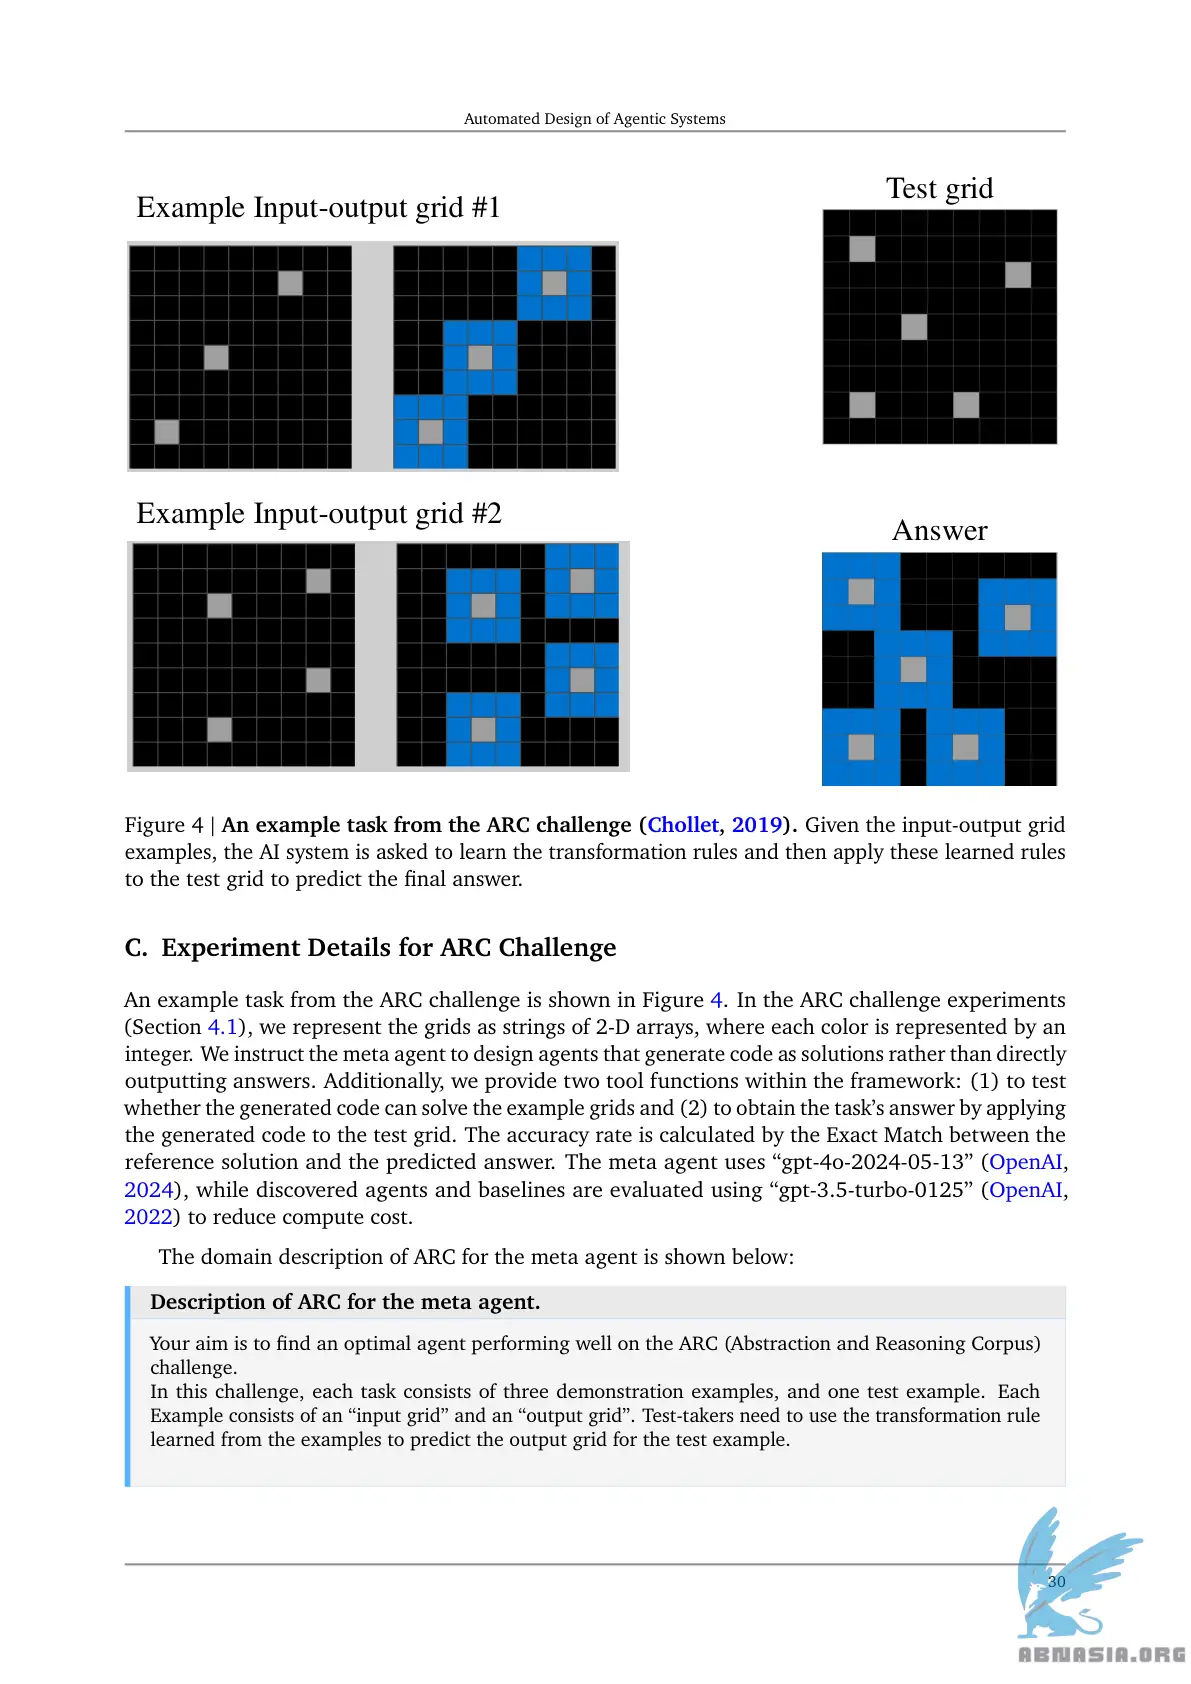 Automated Design of Agentic Systems
Example Input-output grid #1
Test grid
Example Input-output grid #2
Answer
Figure 4 | An example task from the ARC challenge (Chollet, 2019). Given the input-output grid
examples, the AI system is asked to learn the transformation rules and then apply these learned rules
to the test grid to predict the final answer.
C. Experiment Details for ARC Challenge
An example task from the ARC challenge is shown in Figure 4. In the ARC challenge experiments
(Section 4.1), we represent the grids as strings of 2-D arrays, where each color is represented by an
integer. We instruct the meta agent to design agents that generate code as solutions rather than directly
outputting answers. Additionally, we provide two tool functions within the framework: (1) to test
whether the generated code can solve the example grids and (2) to obtain the task’s answer by applying
the generated code to the test grid. The accuracy rate is calculated by the Exact Match between the
reference solution and the predicted answer. The meta agent uses “gpt-4o-2024-05-13” (OpenAI,
2024), while discovered agents and baselines are evaluated using “gpt-3.5-turbo-0125” (OpenAI,
2022) to reduce compute cost.
The domain description of ARC for the meta agent is shown below:
Description of ARC for the meta agent.
Your aim is to find an optimal agent performing well on the ARC (Abstraction and Reasoning Corpus)
challenge.
In this challenge, each task consists of three demonstration examples, and one test example. Each
Example consists of an “input grid” and an “output grid”. Test-takers need to use the transformation rule
learned from the examples to predict the output grid for the test example.
30
ABNASIA.ORG